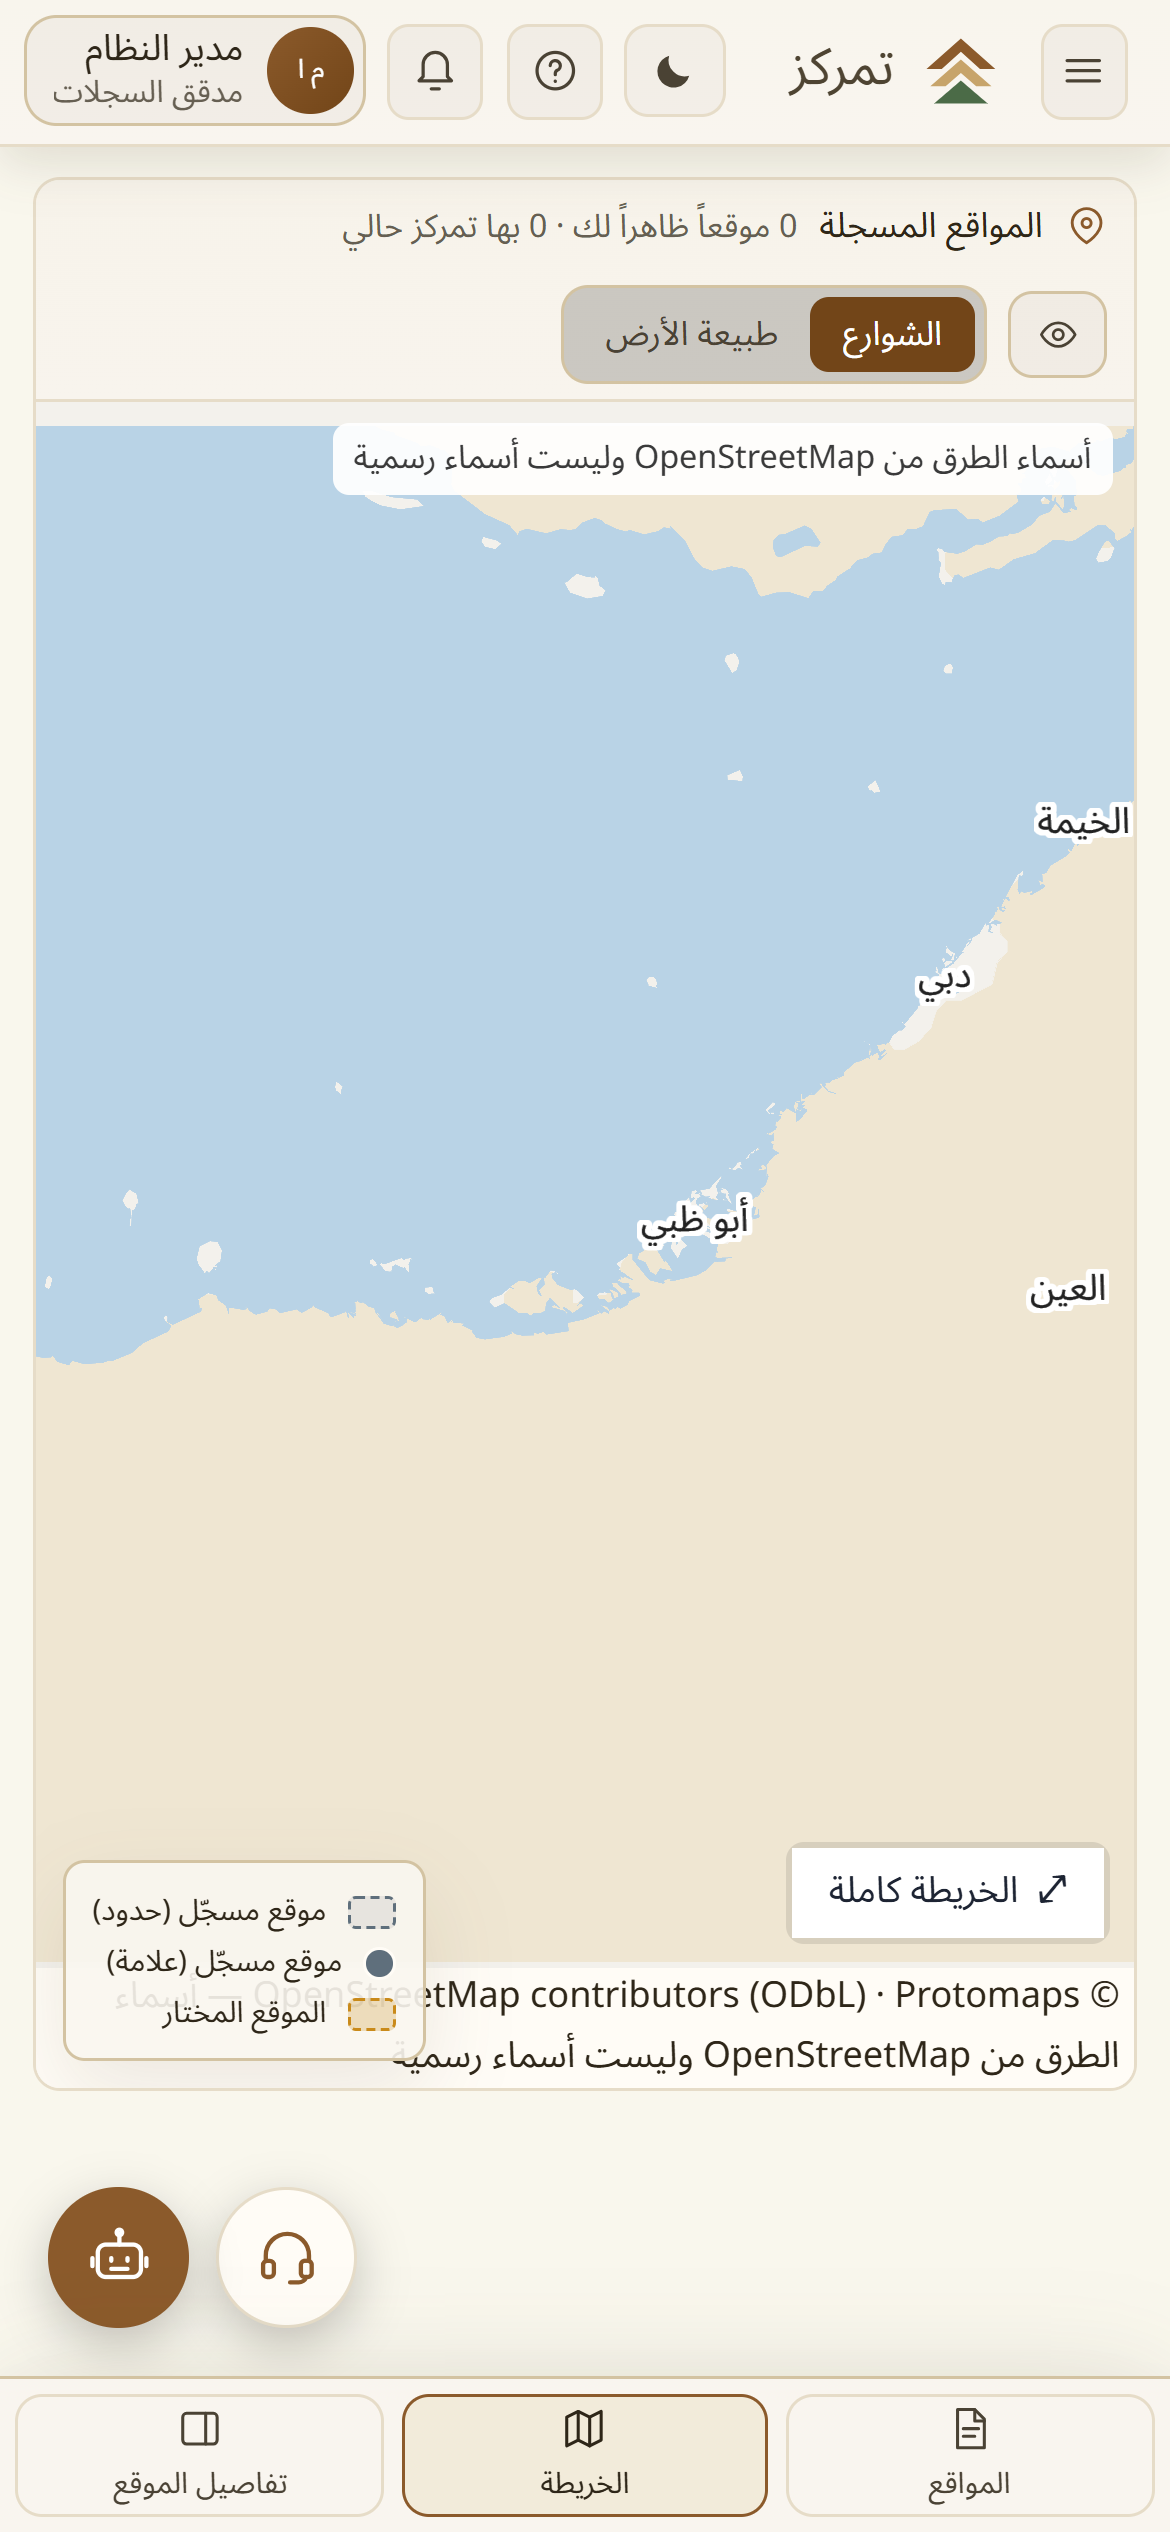 تمركز
م ا
مدير النظام
مدقق السجلات
المواقع المسجلة
0 موقعاً ظاهراً لك · 0 بها تمركز حالي
الشوارع
طبيعة الأرض
أسماء الطرق من OpenStreetMap وليست أسماء رسمية
الخيمة
دبي
أبو ظبي
العين
الخريطة كاملة
موقع مسجّل (حدود)
موقع مسجّل (علامة)
الموقع المختار
© OpenStreetMap contributors (ODbL) · Protomaps — أسماء
الطرق من OpenStreetMap وليست أسماء رسمية
المواقع
الخريطة
تفاصيل الموقع